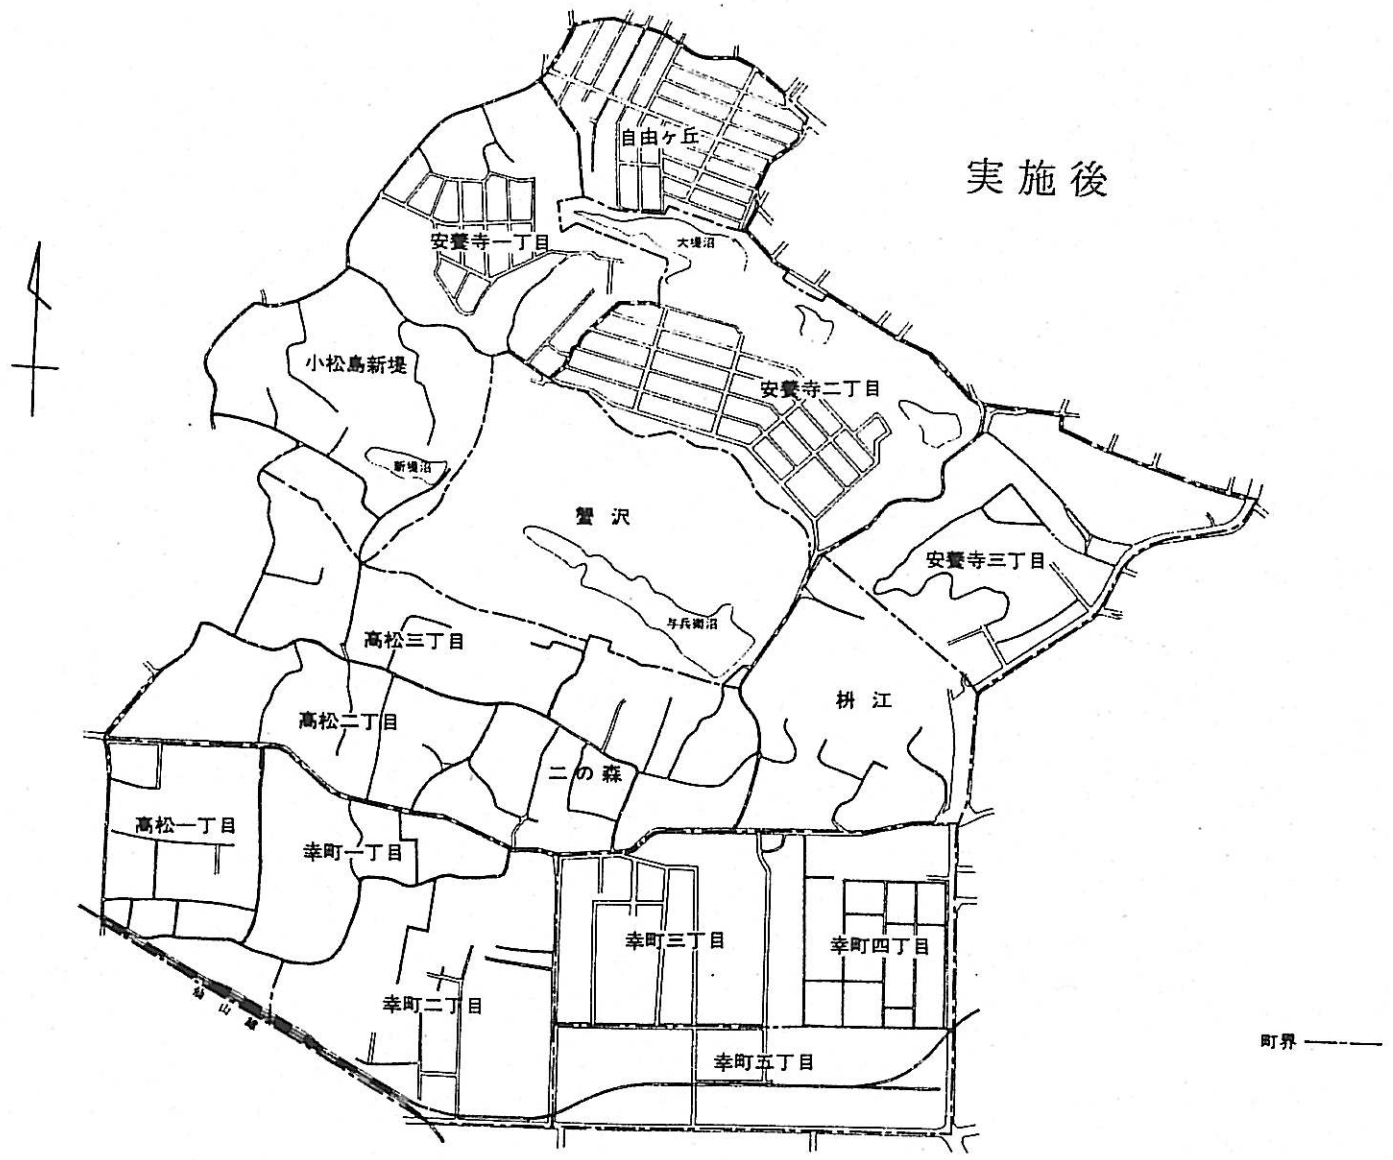 自由ヶ丘
実施後
安養寺一丁目
大堤沼
小松島新堤
安養寺二丁目
新堤沼
蟹沢
安養寺三丁目
与兵衛沼
高松三丁目
枡江
高松二丁目
二の森
高松一丁目
幸町一丁目
幸町三丁目
幸町四丁目
幸町二丁目
仙山線
町界
幸町五丁目